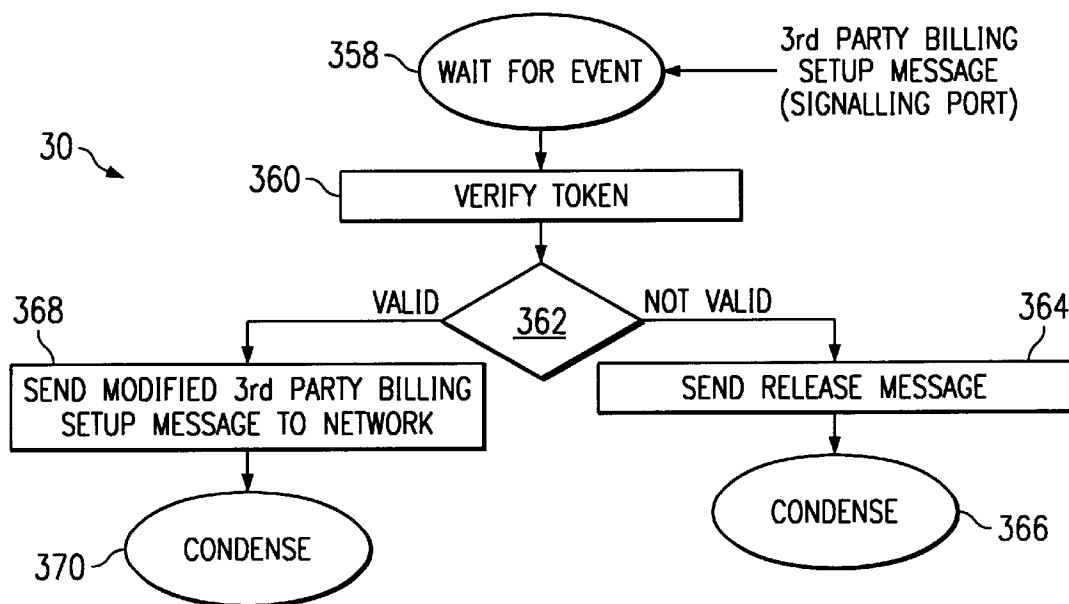 358
WAIT FOR EVENT
3rd PARTY BILLING
SETUP MESSAGE
(SIGNALLING PORT)
30
360
VERIFY TOKEN
VALID
362
NOT VALID
368
364
SEND MODIFIED 3rd PARTY BILLING
SETUP MESSAGE TO NETWORK
SEND RELEASE MESSAGE
CONDENSE
370
CONDENSE
366